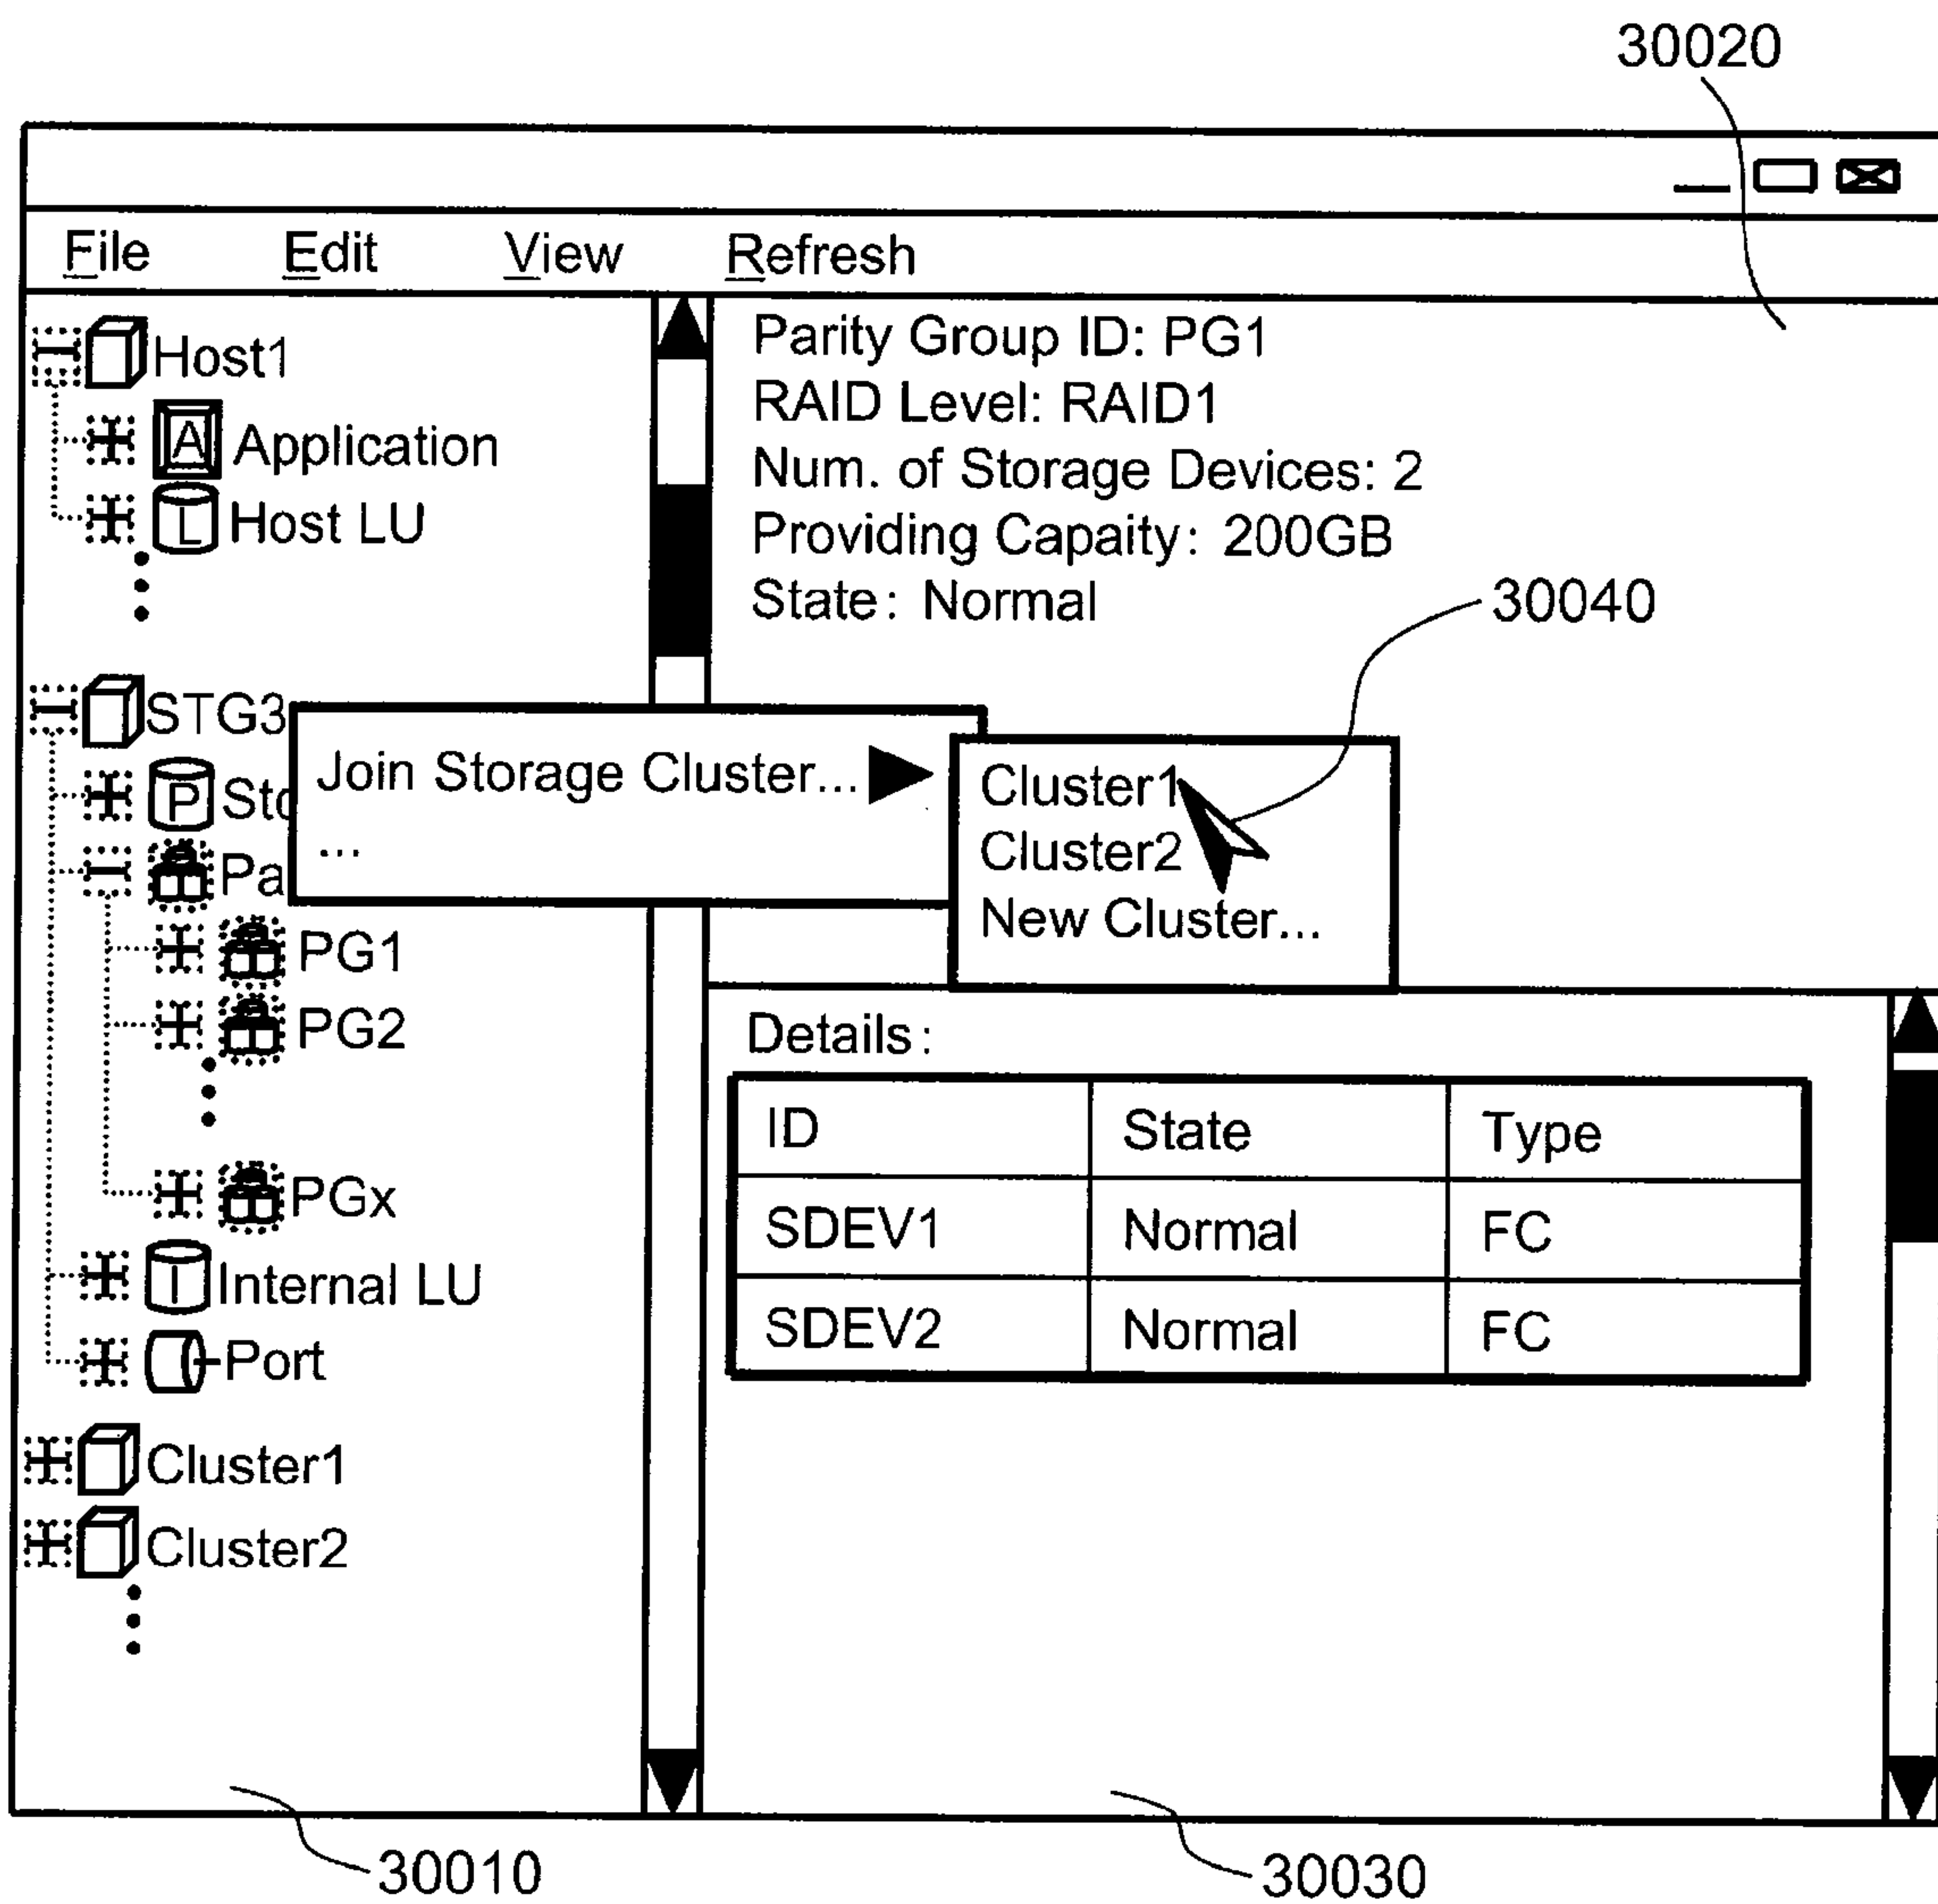 30020
File Edit View Refresh
Host1
Application
Host LU
STG3
Sto
Pa
PG1
PG2
PGx
Internal LU
Port
Cluster1
Cluster2
Parity Group ID: PG1
RAID Level: RAID1
Num. of Storage Devices: 2
Providing Capaity: 200GB
State: Normal
30040
Join Storage Cluster...
...
Cluster1
Cluster2
New Cluster...
Details:
ID State Type
SDEV1 Normal FC
SDEV2 Normal FC
30010
30030